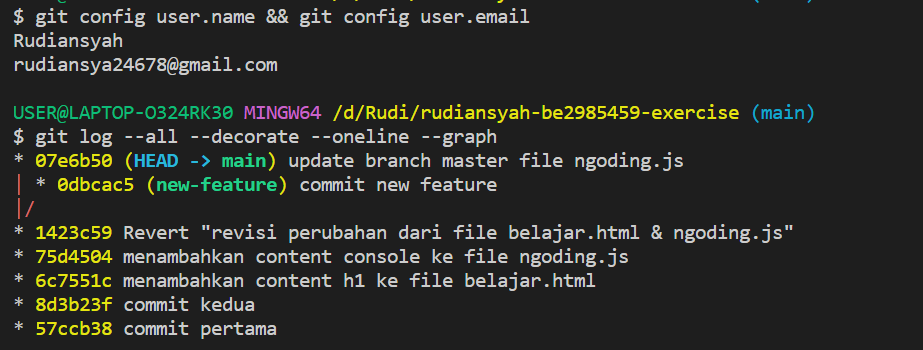 $ git config user.name && git config user.email
Rudiansyah
rudiansya24678@gmail.com
USER@LAPTOP-O324RK30 MINGW64 /d/Rudi/rudiansyah-be2985459-exercise (main)
$ git log --all --decorate --oneline --graph
* 07e6b50 (HEAD -> main) update branch master file ngoding.js
| * 0dbcac5 (new-feature) commit new feature
|/
* 1423c59 Revert "revisi perubahan dari file belajar.html & ngoding.js"
* 75d4504 menambahkan content console ke file ngoding.js
* 6c7551c menambahkan content h1 ke file belajar.html
* 8d3b23f commit kedua
* 57ccb38 commit pertama